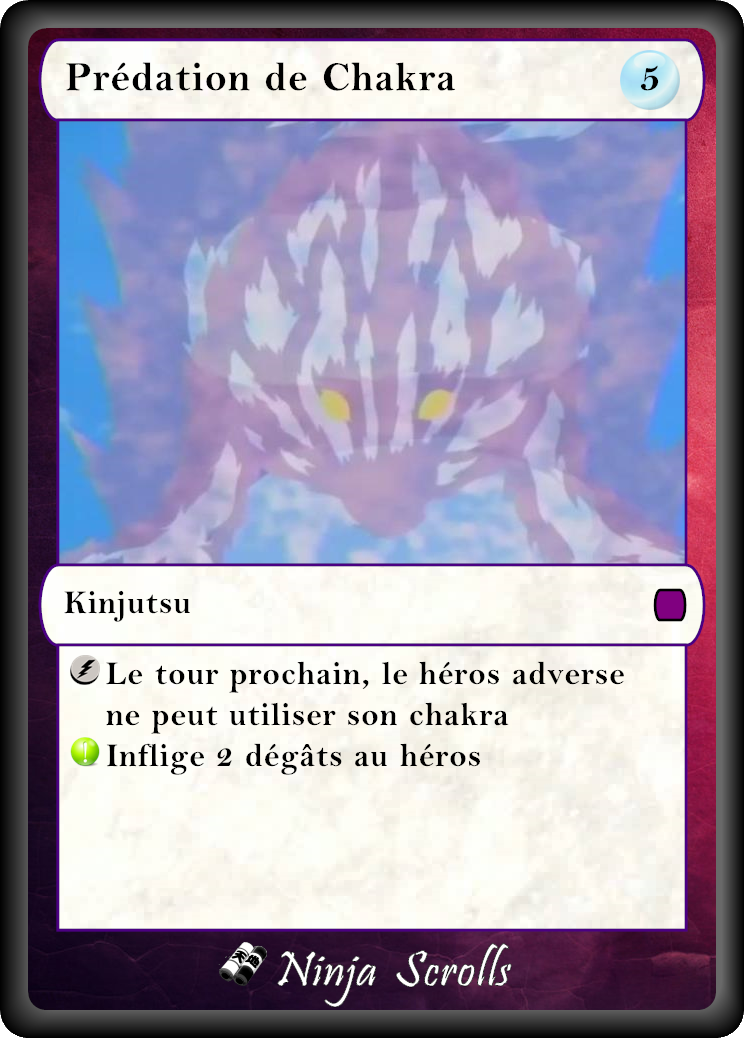 Prédation de Chakra
5
Kinjutsu
Le tour prochain, le héros adverse
ne peut utiliser son chakra
Inflige 2 dégâts au héros
Ninja Scrolls